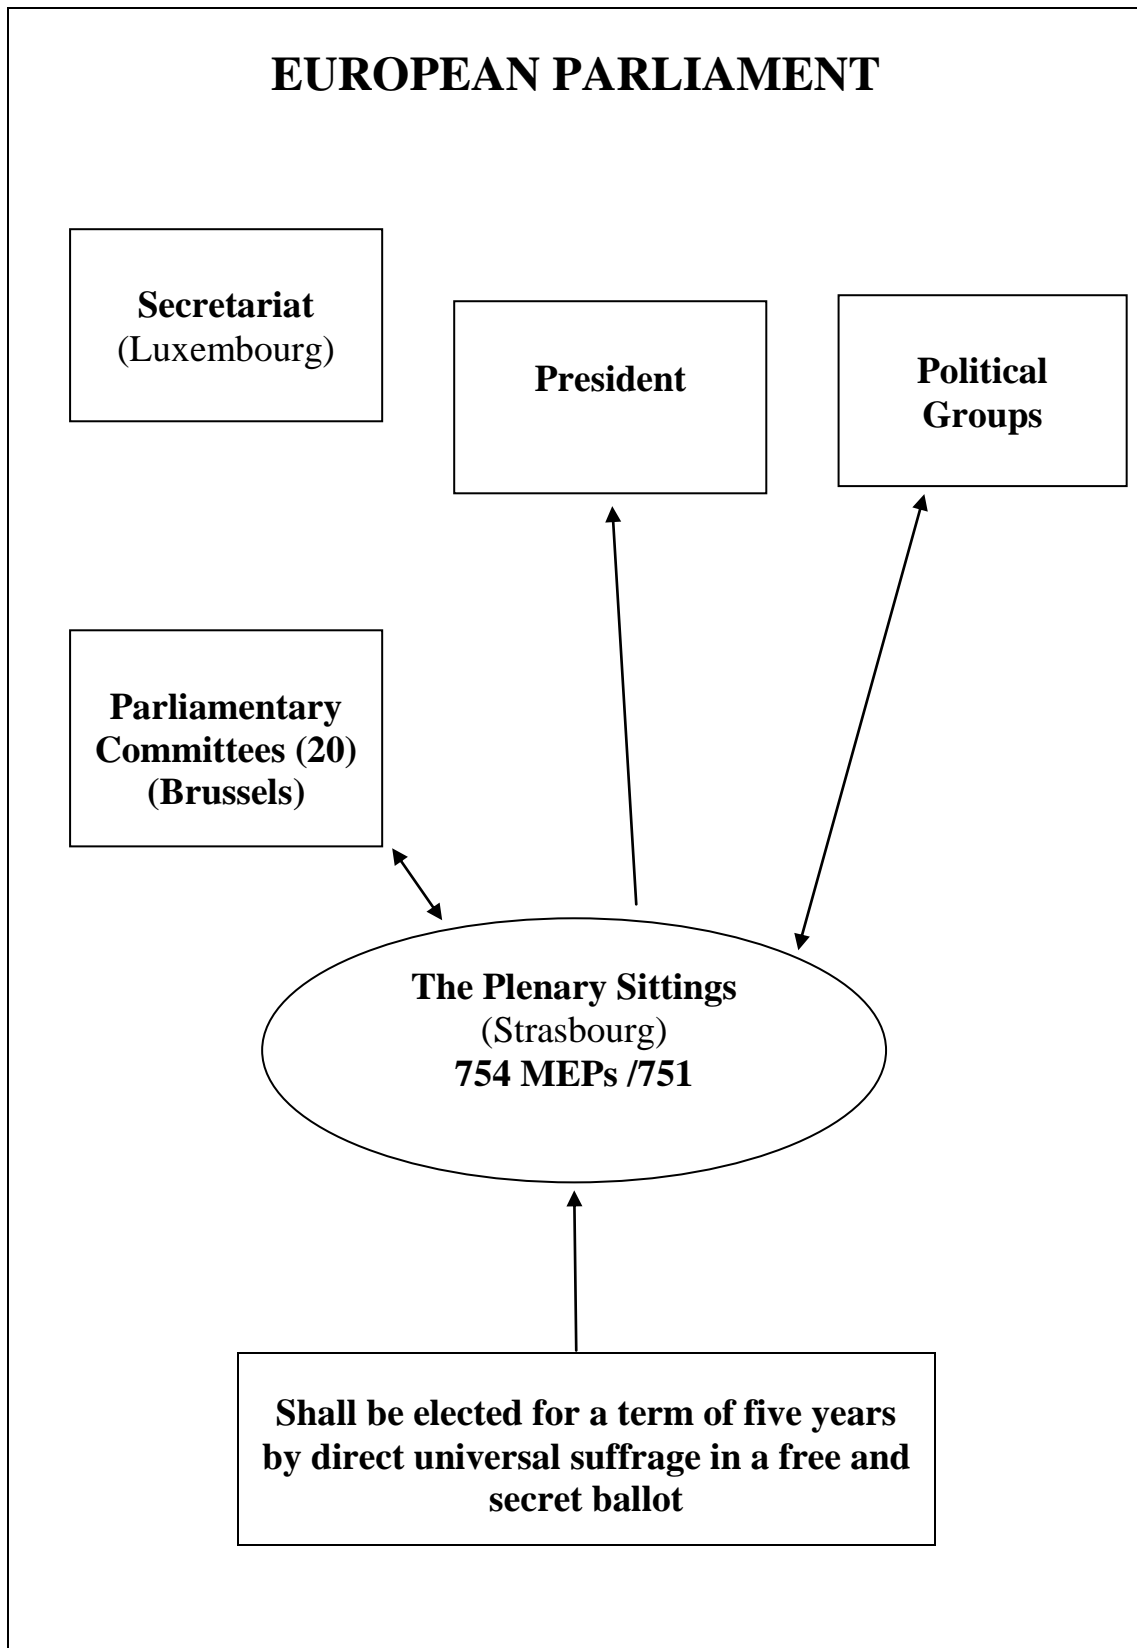 EUROPEAN PARLIAMENT
Secretariat
(Luxembourg)
President
Political
Groups
Parliamentary
Committees (20)
(Brussels)
The Plenary Sittings
(Strasbourg)
754 MEPs /751
Shall be elected for a term of five years
by direct universal suffrage in a free and
secret ballot